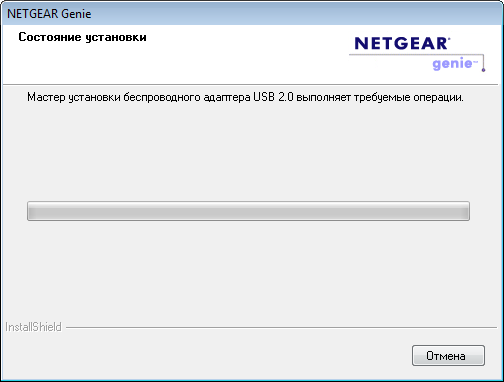 NETGEAR Genie
Состояние установки
NETGEAR®
genie™
Мастер установки беспроводного адаптера USB 2.0 выполняет требуемые операции.
InstallShield
Отмена